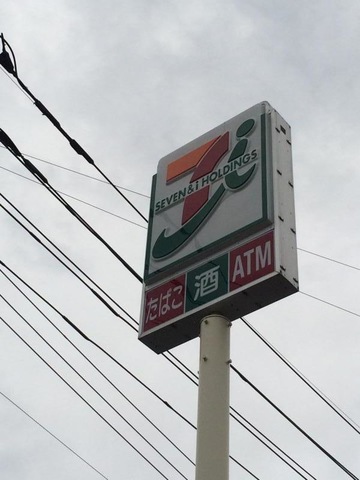 SEVEN & i HOLDINGS
たばこ 酒 ATM